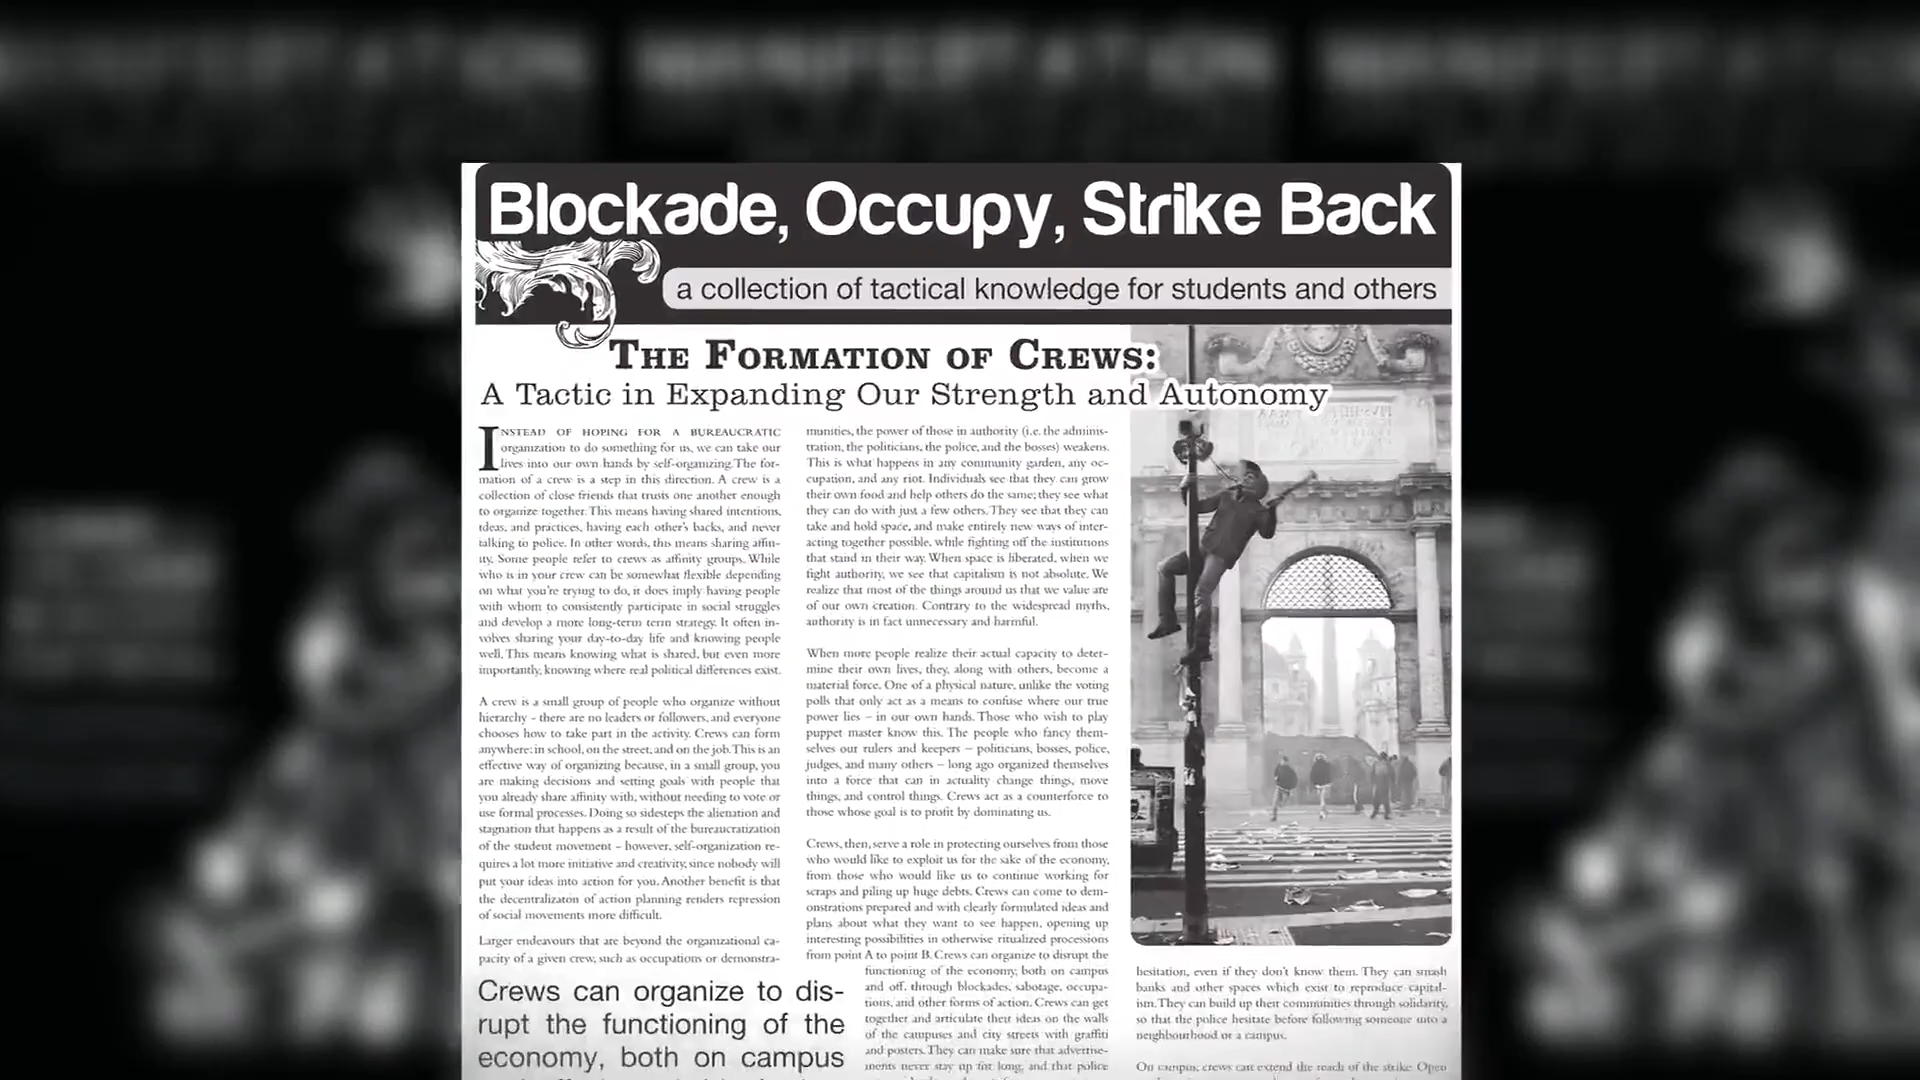 Blockade, Occupy, Strike Back
a collection of tactical knowledge for students and others
THE FORMATION OF CREWS:
A Tactic in Expanding Our Strength and Autonomy
INSTEAD OF HOPING FOR A BUREAUCRATIC
organization to do something for us, we can take our
lives into our own hands by self-organizing. The for-
mation of a crew is a step in this direction. A crew is a
collection of close friends that trusts one another enough
to organize together. This means having shared intentions,
ideas, and practices, having each other's backs, and never
talking to police. In other words, this means sharing affin-
ity. Some people refer to crews as affinity groups. While
who is in your crew can be somewhat flexible depending
on what you're trying to do, it does imply having people
with whom to consistently participate in social struggles
and develop a more long-term term strategy. It often in-
volves sharing your day-to-day life and knowing people
well. This means knowing what is shared, but even more
importantly, knowing where real political differences exist.
A crew is a small group of people who organize without
hierarchy – there are no leaders or followers, and everyone
chooses how to take part in the activity. Crews can form
anywhere: in school, on the street, and on the job. This is an
effective way of organizing because, in a small group, you
are making decisions and setting goals with people that
you already share affinity with, without needing to vote or
use formal processes. Doing so sidesteps the alienation and
stagnation that happens as a result of the bureaucratization
of the student movement – however, self-organization re-
quires a lot more initiative and creativity, since nobody will
put your ideas into action for you. Another benefit is that
the decentralizaton of action planning renders repression
of social movements more difficult.
Larger endeavours that are beyond the organizational ca-
pacity of a given crew, such as occupations or demonstra-
Crews can organize to dis-
rupt the functioning of the
economy, both on campus
munities, the power of those in authority (i.e. the adminis-
tration, the politicians, the police, and the bosses) weakens.
This is what happens in any community garden, any oc-
cupation, and any riot. Individuals see that they can grow
their own food and help others do the same; they see what
they can do with just a few others. They see that they can
take and hold space, and make entirely new ways of inter-
acting together possible, while fighting off the institutions
that stand in their way. When space is liberated, when we
fight authority, we see that capitalism is not absolute. We
realize that most of the things around us that we value are
of our own creation. Contrary to the widespread myths,
authority is in fact unnecessary and harmful.
When more people realize their actual capacity to deter-
mine their own lives, they, along with others, become a
material force. One of a physical nature, unlike the voting
polls that only act as a means to confuse where our true
power lies – in our own hands. Those who wish to play
puppet master know this. The people who fancy them-
selves our rulers and keepers – politicians, bosses, police,
judges, and many others – long ago organized themselves
into a force that can in actuality change things, move
things, and control things. Crews act as a counterforce to
those whose goal is to profit by dominating us.
Crews, then, serve a role in protecting ourselves from those
who would like to exploit us for the sake of the economy,
from those who would like us to continue working for
scraps and piling up huge debts. Crews can come to dem-
onstrations prepared and with clearly formulated ideas and
plans about what they want to see happen, opening up
interesting possibilities in otherwise ritualized processions
from point A to point B. Crews can organize to disrupt the
functioning of the economy, both on campus
and off, through blockades, sabotage, occupa-
tions, and other forms of action. Crews can get
together and articulate their ideas on the walls
of the campuses and city streets with graffiti
and posters. They can make sure that advertise-
ments never stay up for long, and that police
hesitation, even if they don't know them. They can smash
banks and other spaces which exist to reproduce capital-
ism. They can build up their communities through solidarity,
so that the police hesitate before following someone into a
neighbourhood or a campus.
On campus, crews can extend the reach of the strike. Open